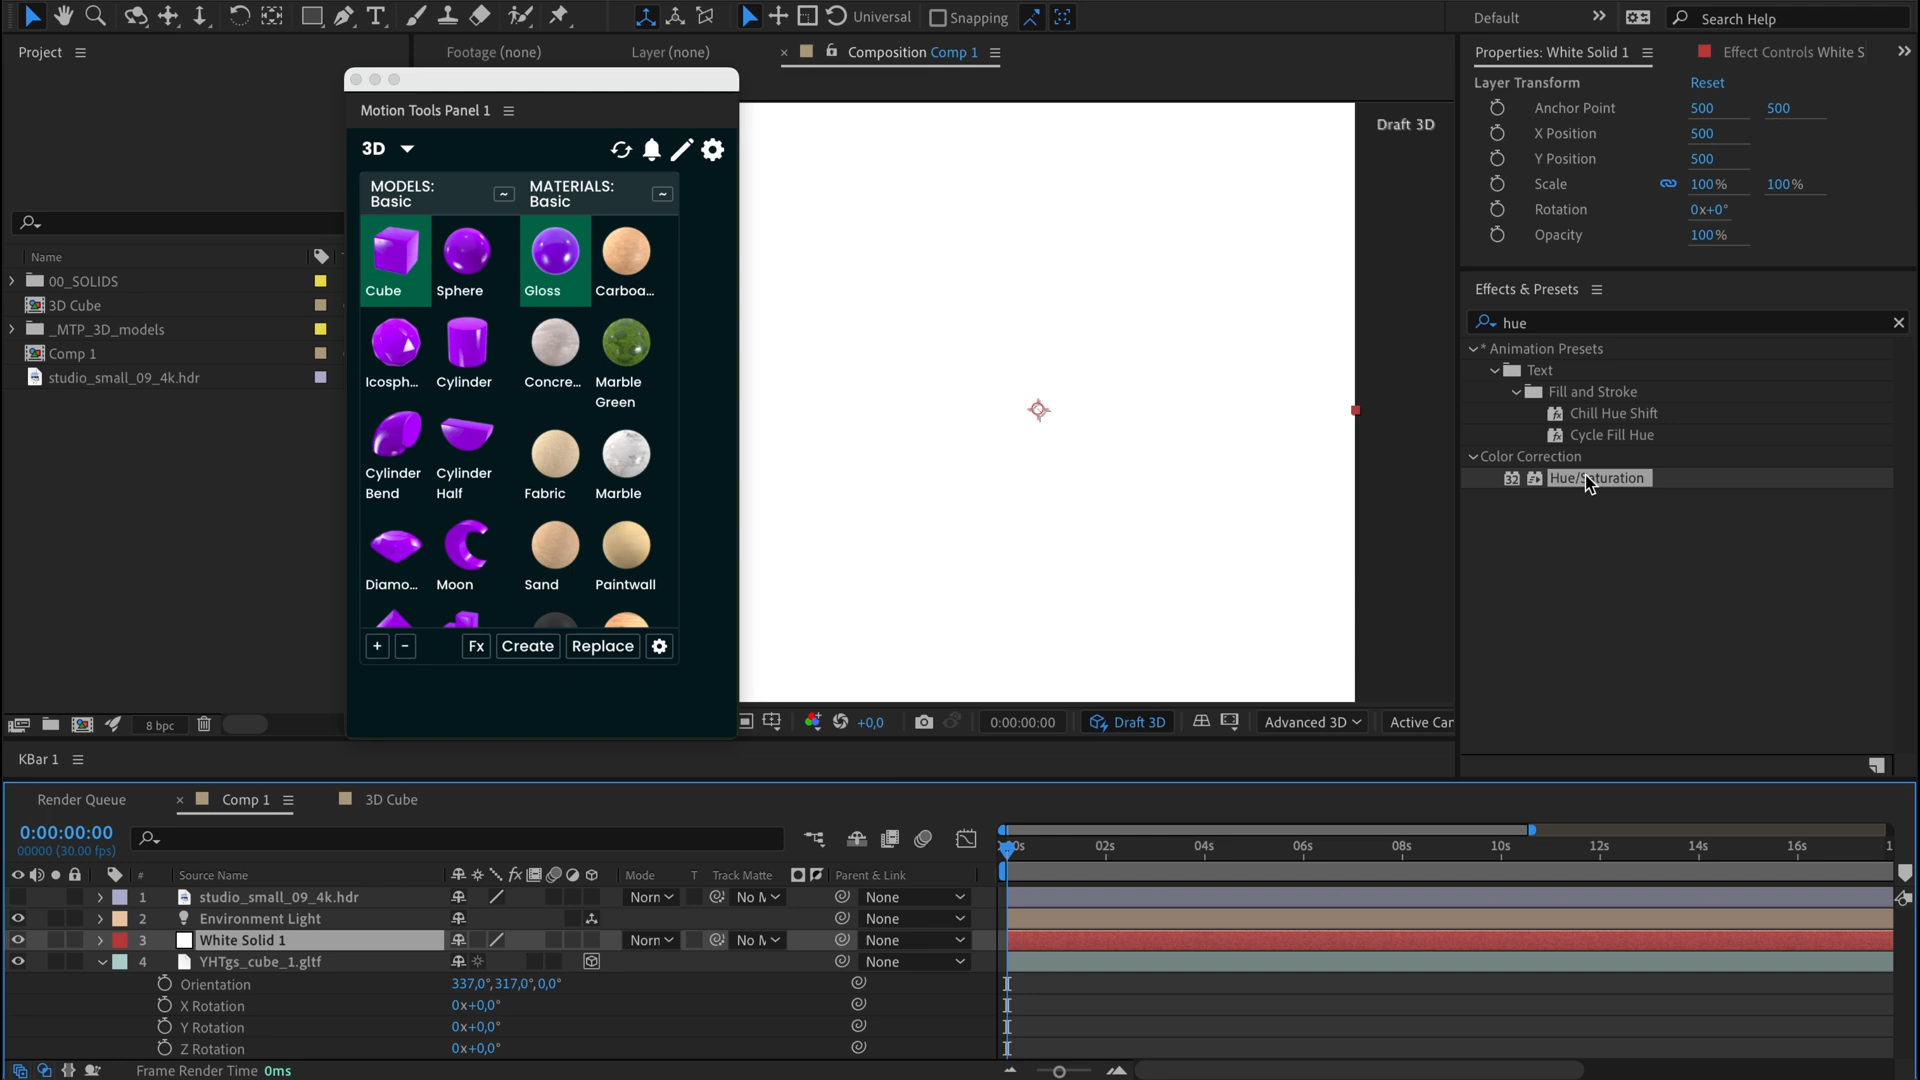 Universal
Snapping
Default
Search Help
Project
Footage (none)
Layer (none)
Composition Comp 1
Properties: White Solid 1
Effect Controls White S
Layer Transform
Reset
Anchor Point
500
500
X Position
500
Y Position
500
Scale
100%
100%
Rotation
0x+0°
Opacity
100%
Motion Tools Panel 1
Draft 3D
3D
MODELS:
Basic
~
MATERIALS:
Basic
~
Cube
Sphere
Gloss
Carboa...
Icosph...
Cylinder
Concre...
Marble
Green
Cylinder
Bend
Cylinder
Half
Fabric
Marble
Diamo...
Moon
Sand
Paintwall
+
-
Fx
Create
Replace
Name
00_SOLIDS
3D Cube
_MTP_3D_models
Comp 1
studio_small_09_4k.hdr
Effects & Presets
hue
* Animation Presets
Text
Fill and Stroke
Chill Hue Shift
Cycle Fill Hue
Color Correction
32
Hue/Saturation
8 bpc
+0,0
0:00:00:00
Draft 3D
Advanced 3D
Active Cam
KBar 1
Render Queue
Comp 1
3D Cube
0:00:00:00
00000 (30.00 fps)
02s
04s
06s
08s
10s
12s
14s
16s
#
Source Name
fx
Mode
T
Track Matte
Parent & Link
1
studio_small_09_4k.hdr
Norn
No M
None
2
Environment Light
None
3
White Solid 1
Norn
No M
None
4
YHTgs_cube_1.gltf
None
Orientation
337,0°,317,0°,0,0°
X Rotation
0x+0,0°
Y Rotation
0x+0,0°
Z Rotation
0x+0,0°
Frame Render Time 0ms